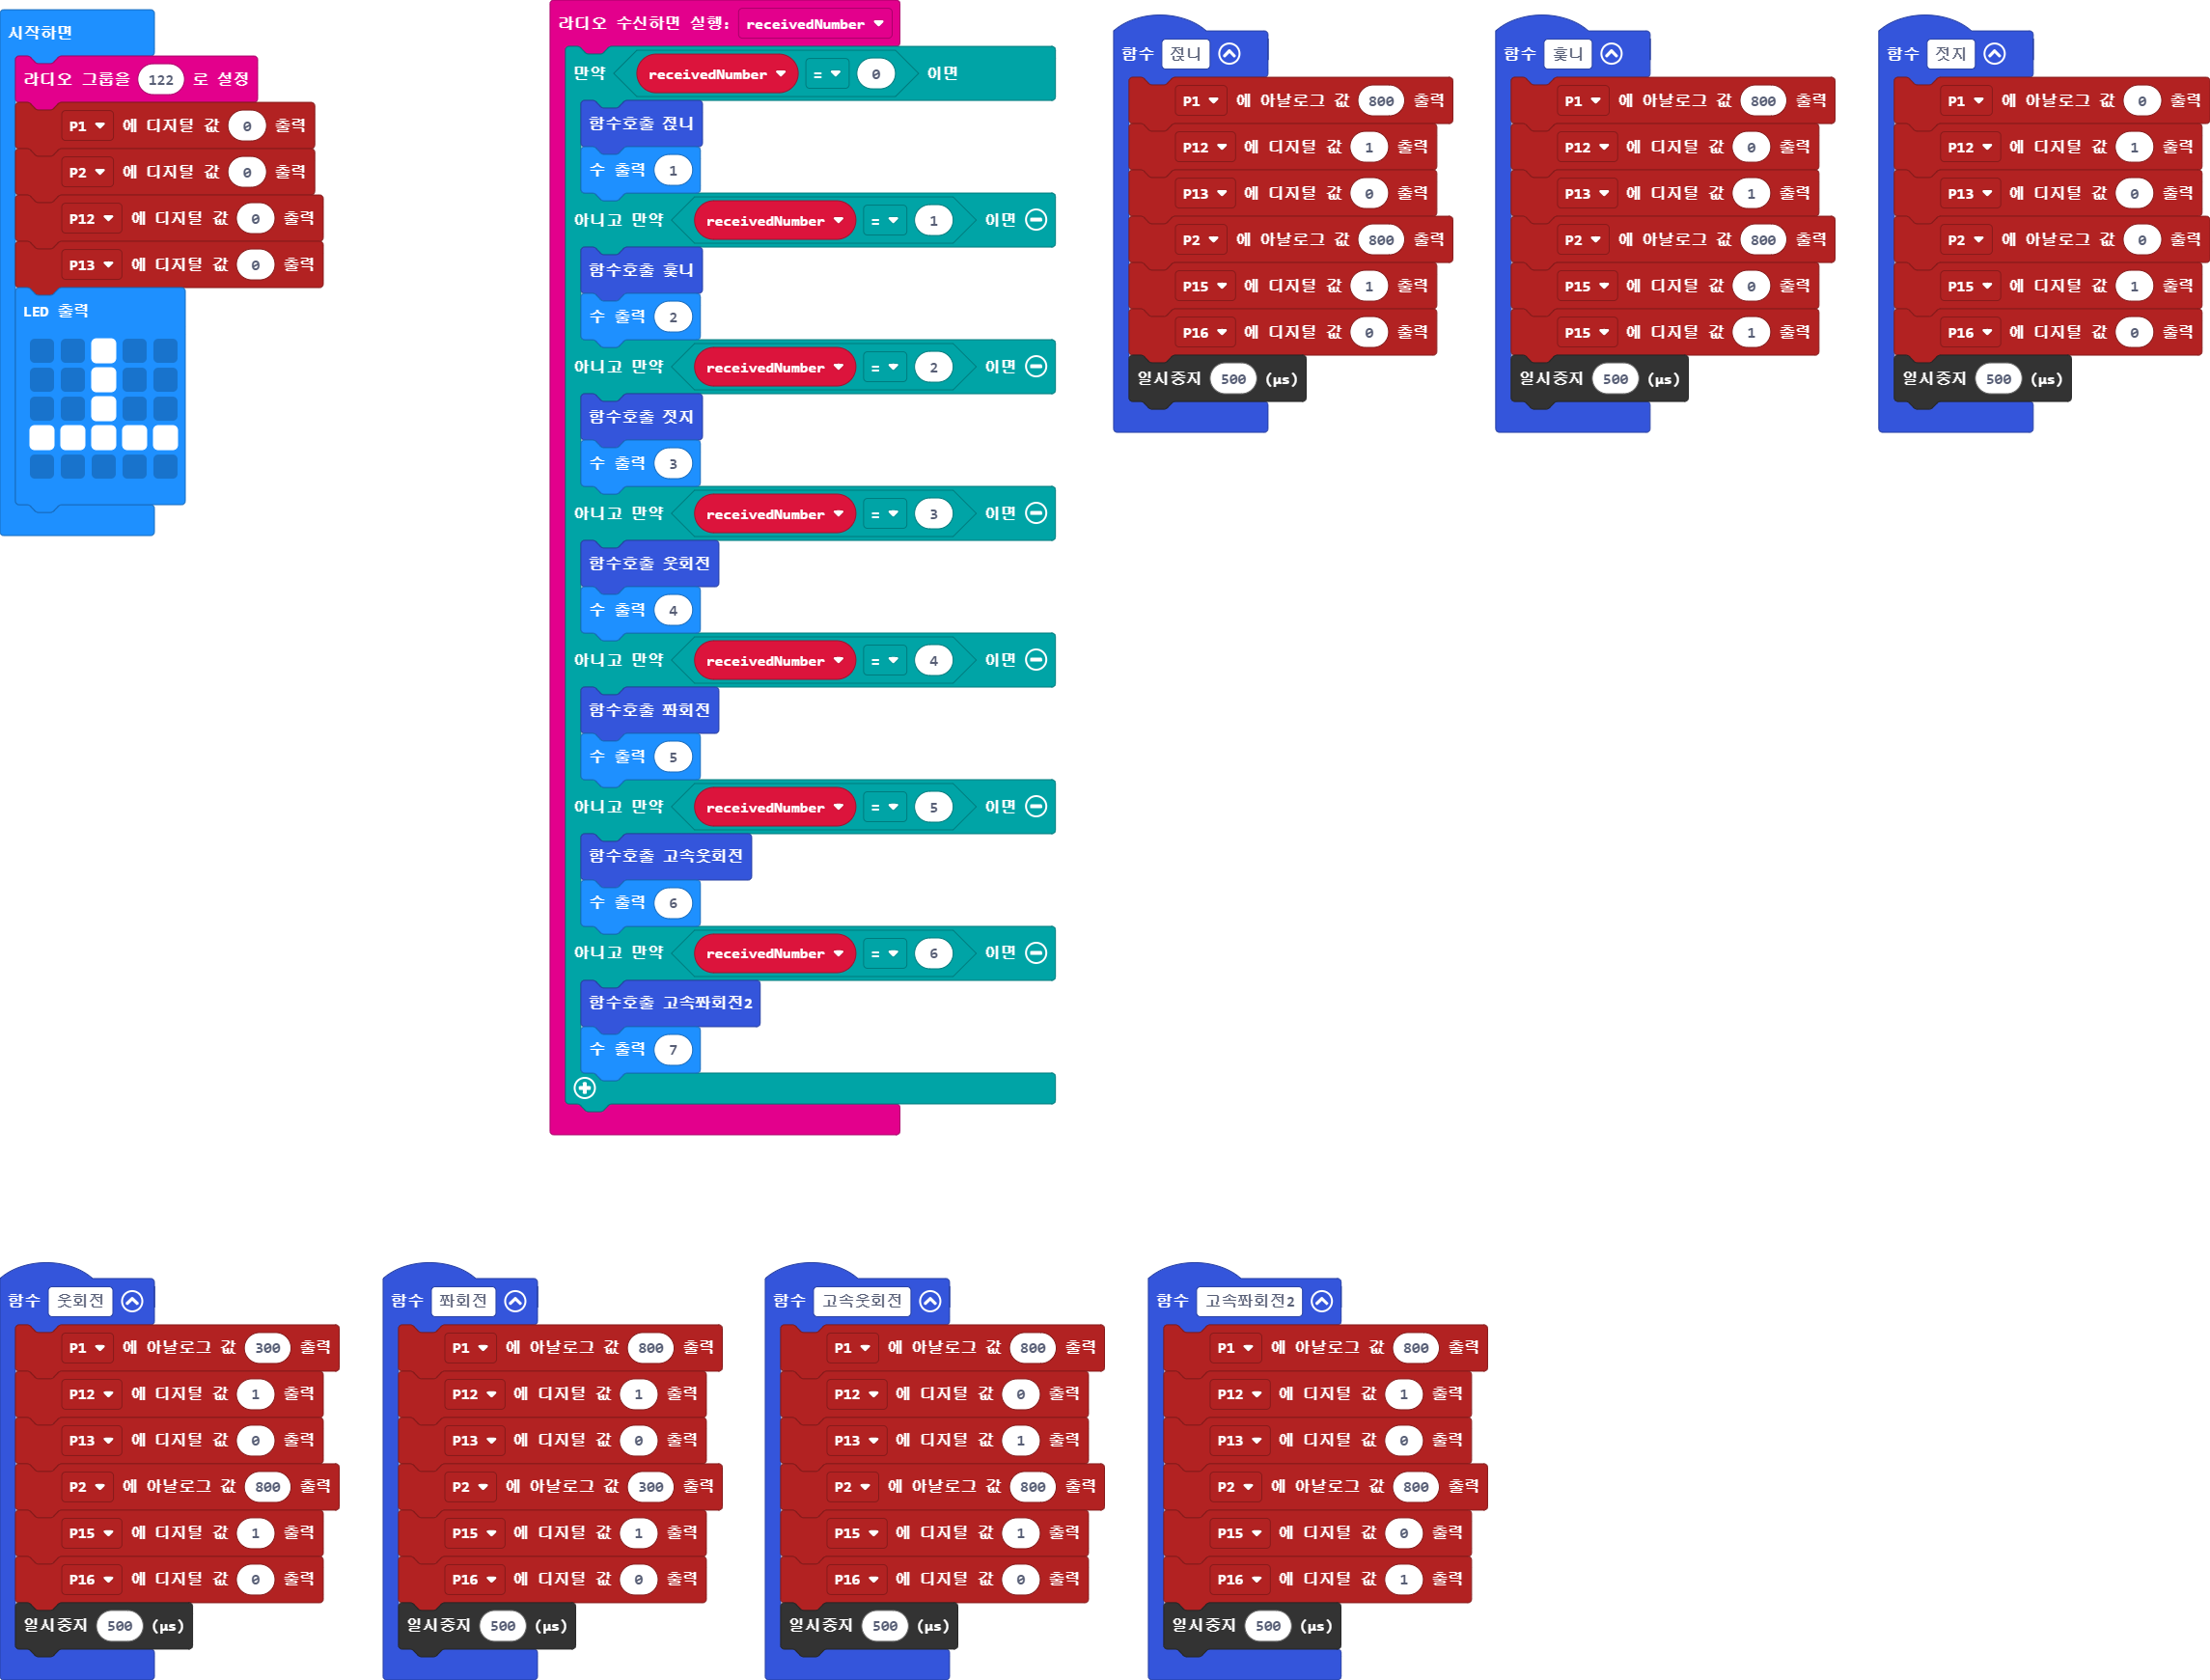 시작하면
라디오 그룹을 122 로 설정
P1 에 디지털 값 0 출력
P2 에 디지털 값 0 출력
P12 에 디지털 값 0 출력
P13 에 디지털 값 0 출력
LED 출력
라디오 수신하면 실행: receivedNumber
만약 receivedNumber = 0 이면
함수호출 젅니
수 출력 1
아니고 만약 receivedNumber = 1 이면
함수호출 훛니
수 출력 2
아니고 만약 receivedNumber = 2 이면
함수호출 젓지
수 출력 3
아니고 만약 receivedNumber = 3 이면
함수호출 웃회전
수 출력 4
아니고 만약 receivedNumber = 4 이면
함수호출 쫘회전
수 출력 5
아니고 만약 receivedNumber = 5 이면
함수호출 고속웃회전
수 출력 6
아니고 만약 receivedNumber = 6 이면
함수호출 고속쫘회전2
수 출력 7
함수 젅니
P1 에 아날로그 값 800 출력
P12 에 디지털 값 1 출력
P13 에 디지털 값 0 출력
P2 에 아날로그 값 800 출력
P15 에 디지털 값 1 출력
P16 에 디지털 값 0 출력
일시중지 500 (µs)
함수 훛니
P1 에 아날로그 값 800 출력
P12 에 디지털 값 0 출력
P13 에 디지털 값 1 출력
P2 에 아날로그 값 800 출력
P15 에 디지털 값 0 출력
P15 에 디지털 값 1 출력
일시중지 500 (µs)
함수 젓지
P1 에 아날로그 값 0 출력
P12 에 디지털 값 1 출력
P13 에 디지털 값 0 출력
P2 에 아날로그 값 0 출력
P15 에 디지털 값 1 출력
P16 에 디지털 값 0 출력
일시중지 500 (µs)
함수 웃회전
P1 에 아날로그 값 300 출력
P12 에 디지털 값 1 출력
P13 에 디지털 값 0 출력
P2 에 아날로그 값 800 출력
P15 에 디지털 값 1 출력
P16 에 디지털 값 0 출력
일시중지 500 (µs)
함수 쫘회전
P1 에 아날로그 값 800 출력
P12 에 디지털 값 1 출력
P13 에 디지털 값 0 출력
P2 에 아날로그 값 300 출력
P15 에 디지털 값 1 출력
P16 에 디지털 값 0 출력
일시중지 500 (µs)
함수 고속웃회전
P1 에 아날로그 값 800 출력
P12 에 디지털 값 0 출력
P13 에 디지털 값 1 출력
P2 에 아날로그 값 800 출력
P15 에 디지털 값 1 출력
P16 에 디지털 값 0 출력
일시중지 500 (µs)
함수 고속쫘회전2
P1 에 아날로그 값 800 출력
P12 에 디지털 값 1 출력
P13 에 디지털 값 0 출력
P2 에 아날로그 값 800 출력
P15 에 디지털 값 0 출력
P16 에 디지털 값 1 출력
일시중지 500 (µs)